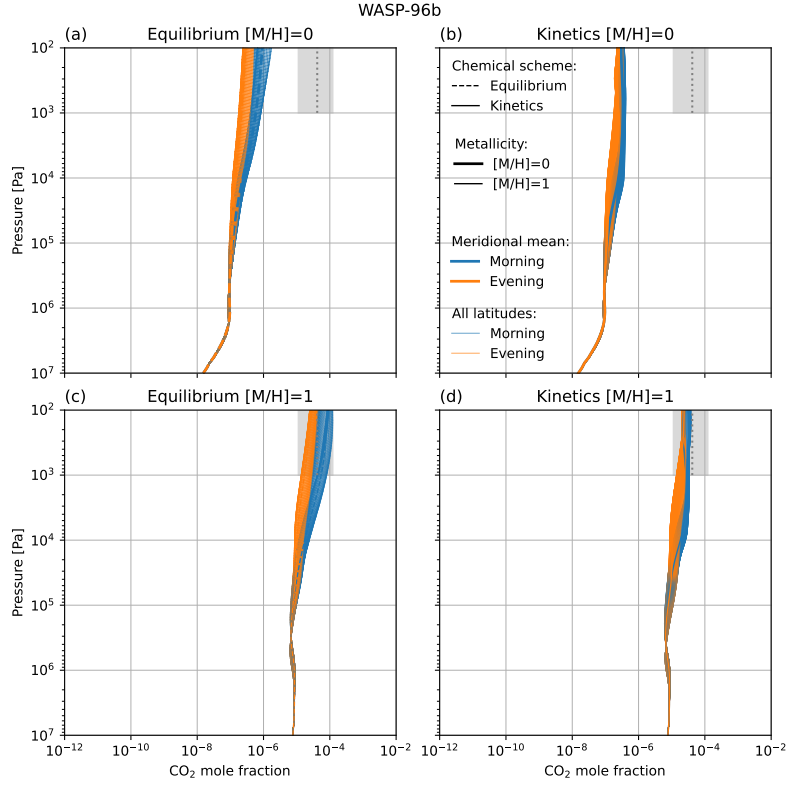 WASP-96b
(a) Equilibrium [M/H]=0
(b) Kinetics [M/H]=0
Pressure [Pa]
10²
10³
10⁴
10⁵
10⁶
10⁷
Chemical scheme:
Equilibrium
Kinetics
Metallicity:
[M/H]=0
[M/H]=1
Meridional mean:
Morning
Evening
All latitudes:
Morning
Evening
(c) Equilibrium [M/H]=1
(d) Kinetics [M/H]=1
Pressure [Pa]
10²
10³
10⁴
10⁵
10⁶
10⁷
10⁻¹² 10⁻¹⁰ 10⁻⁸ 10⁻⁶ 10⁻⁴ 10⁻²
CO₂ mole fraction
10⁻¹² 10⁻¹⁰ 10⁻⁸ 10⁻⁶ 10⁻⁴ 10⁻²
CO₂ mole fraction